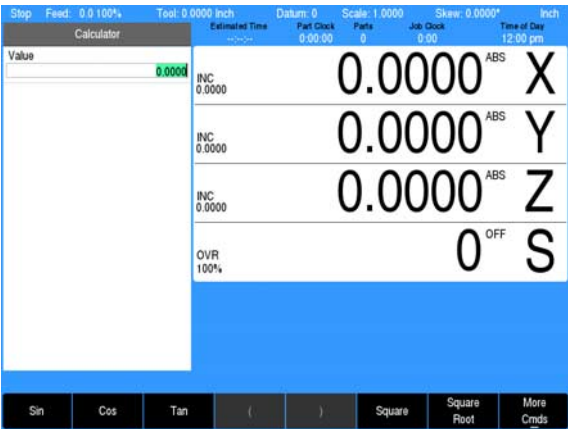 Stop Feed: 0.0 100% Tool: 0.0000 Inch Datum: 0 Scale: 1.0000 Skew: 0.0000° Inch
Calculator
Estimated Time Part Clock Parts Job Clock Time of Day
--:--:-- 0:00:00 0 0:00 12:00 pm
Value
0.0000
INC 0.0000 ABS X
0.0000
INC 0.0000 ABS Y
0.0000
INC 0.0000 ABS Z
0.0000
OVR 0 OFF S
100%
Sin Cos Tan ( ) Square Square Root More Cmds